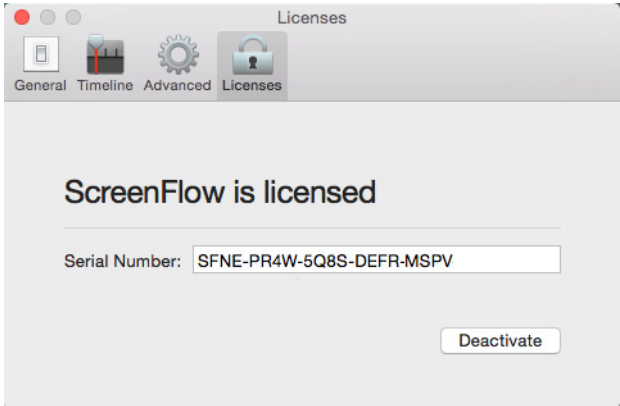 Licenses
General Timeline Advanced Licenses
ScreenFlow is licensed
Serial Number: SFNE-PR4W-5Q8S-DEFR-MSPV
Deactivate